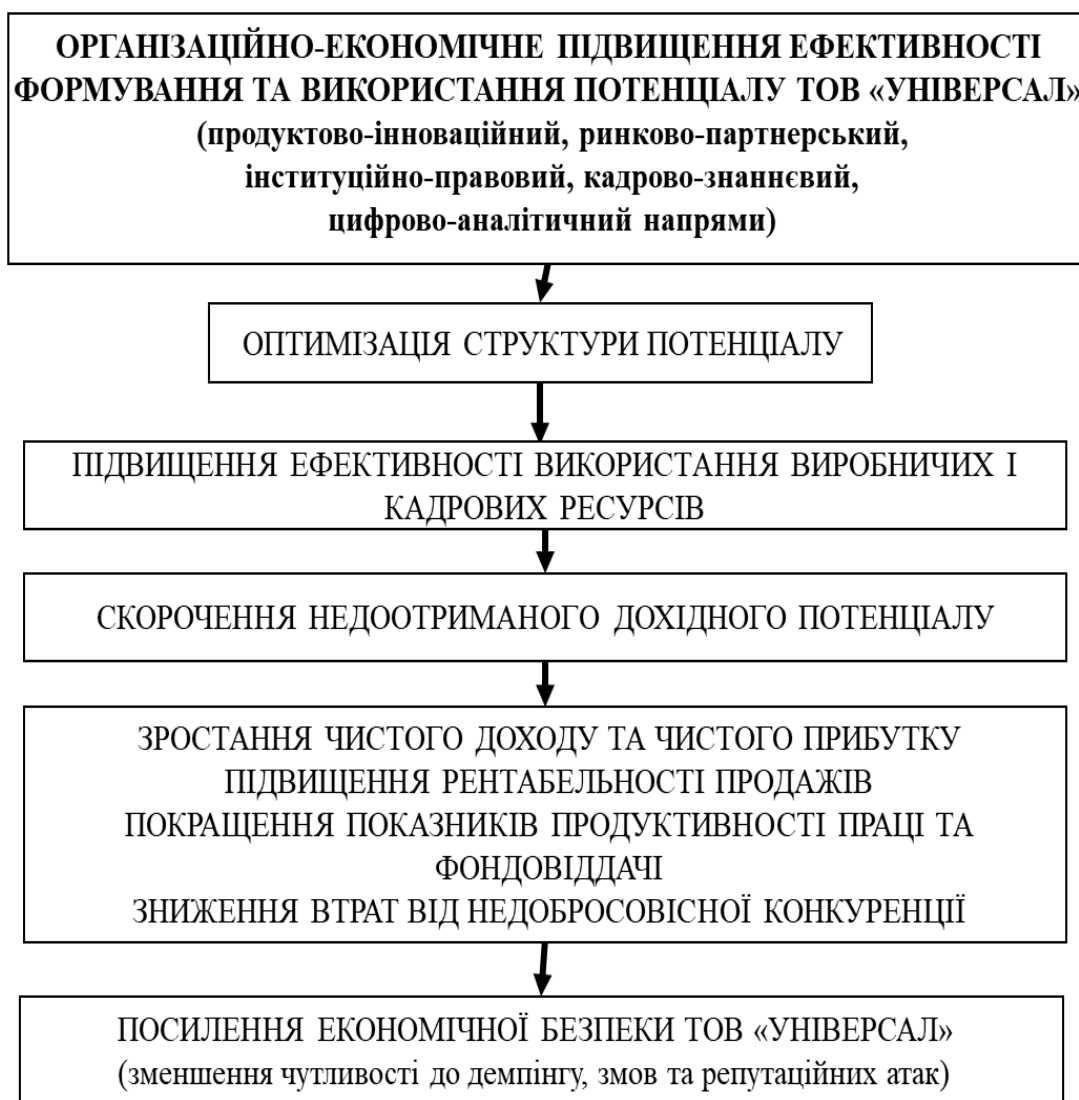 ОРГАНІЗАЦІЙНО-ЕКОНОМІЧНЕ ПІДВИЩЕННЯ ЕФЕКТИВНОСТІ
ФОРМУВАННЯ ТА ВИКОРИСТАННЯ ПОТЕНЦІАЛУ ТОВ «УНІВЕРСАЛ»
(продуктово-інноваційний, ринково-партнерський,
інституційно-правовий, кадрово-знаннєвий,
цифрово-аналітичний напрями)
ОПТИМІЗАЦІЯ СТРУКТУРИ ПОТЕНЦІАЛУ
ПІДВИЩЕННЯ ЕФЕКТИВНОСТІ ВИКОРИСТАННЯ ВИРОБНИЧИХ І
КАДРОВИХ РЕСУРСІВ
СКОРОЧЕННЯ НЕДООТРИМАНОГО ДОХІДНОГО ПОТЕНЦІАЛУ
ЗРОСТАННЯ ЧИСТОГО ДОХОДУ ТА ЧИСТОГО ПРИБУТКУ
ПІДВИЩЕННЯ РЕНТАБЕЛЬНОСТІ ПРОДАЖІВ
ПОКРАЩЕННЯ ПОКАЗНИКІВ ПРОДУКТИВНОСТІ ПРАЦІ ТА
ФОНДОВІДДАЧІ
ЗНИЖЕННЯ ВТРАТ ВІД НЕДОБРОСОВІСНОЇ КОНКУРЕНЦІЇ
ПОСИЛЕННЯ ЕКОНОМІЧНОЇ БЕЗПЕКИ ТОВ «УНІВЕРСАЛ»
(зменшення чутливості до демпінгу, змов та репутаційних атак)